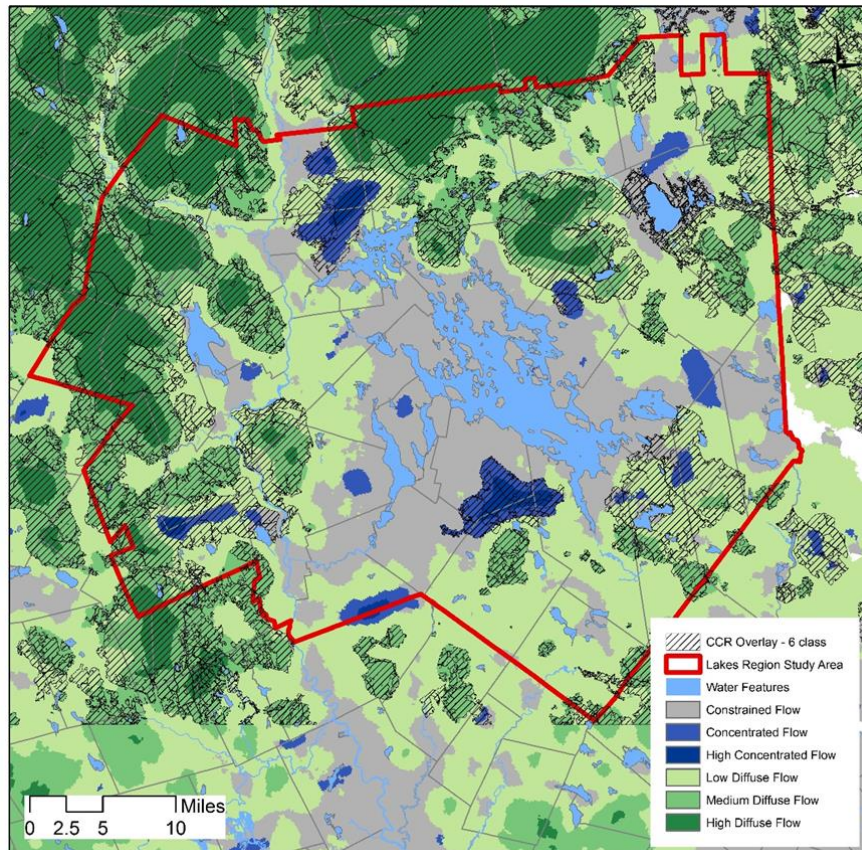 CCR Overlay - 6 class
Lakes Region Study Area
Water Features
Constrained Flow
Concentrated Flow
High Concentrated Flow
Low Diffuse Flow
Medium Diffuse Flow
High Diffuse Flow
Miles
0 2.5 5 10